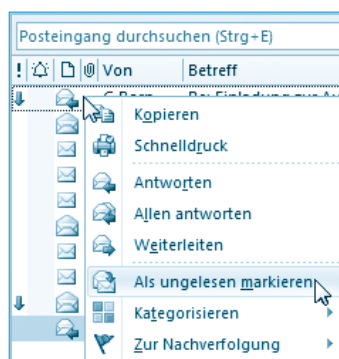 Posteingang durchsuchen (Strg+E)
! Von Betreff
Kopieren
Schnelldruck
Antworten
Allen antworten
Weiterleiten
Als ungelesen markieren
Kategorisieren
Zur Nachverfolgung